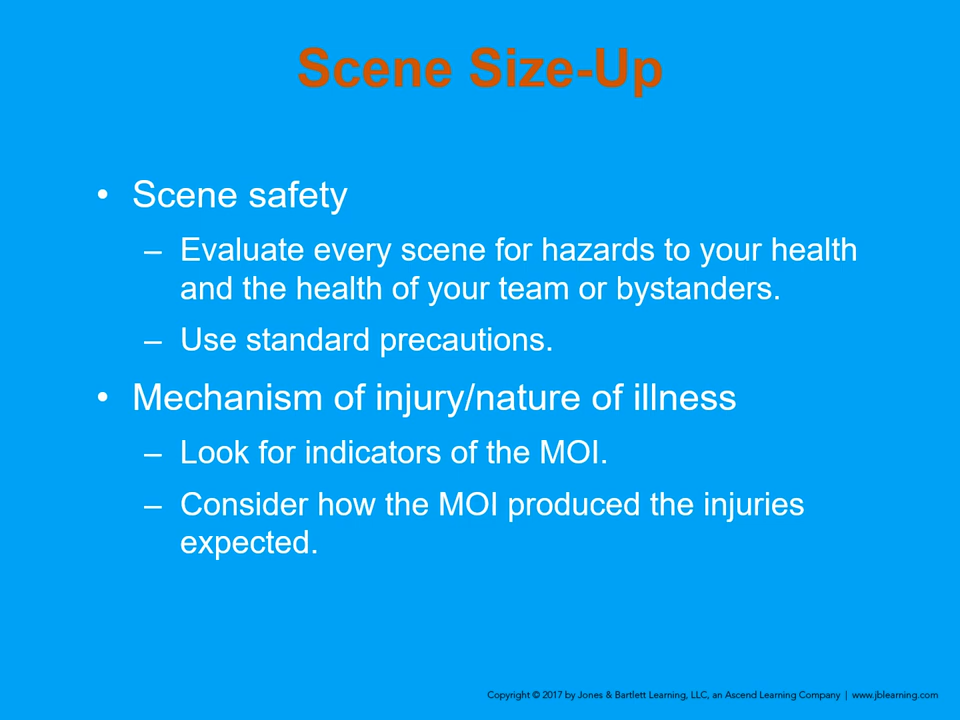 Scene Size-Up
• Scene safety
– Evaluate every scene for hazards to your health
and the health of your team or bystanders.
– Use standard precautions.
• Mechanism of injury/nature of illness
– Look for indicators of the MOI.
– Consider how the MOI produced the injuries
expected.
Copyright © 2017 by Jones & Bartlett Learning, LLC, an Ascend Learning Company | www.jblearning.com